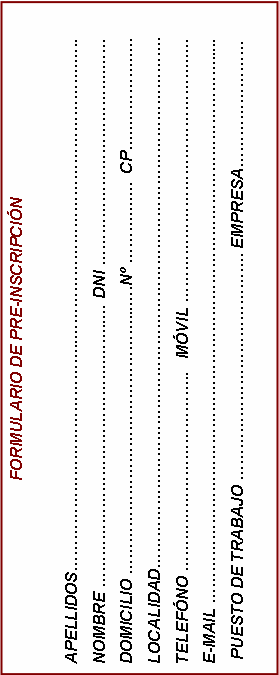 FORMULARIO DE PRE-INSCRIPCIÓN
APELLIDOS........................................................................................................
NOMBRE ...................................................... DNI .............................................
DOMICILIO .......................................................Nº ................ CP......................
LOCALIDAD......................................................................................................
TELEFÓNO ...................................... MÓVIL ....................................................
E-MAIL ..............................................................................................................
PUESTO DE TRABAJO ............................................ EMPRESA.........................